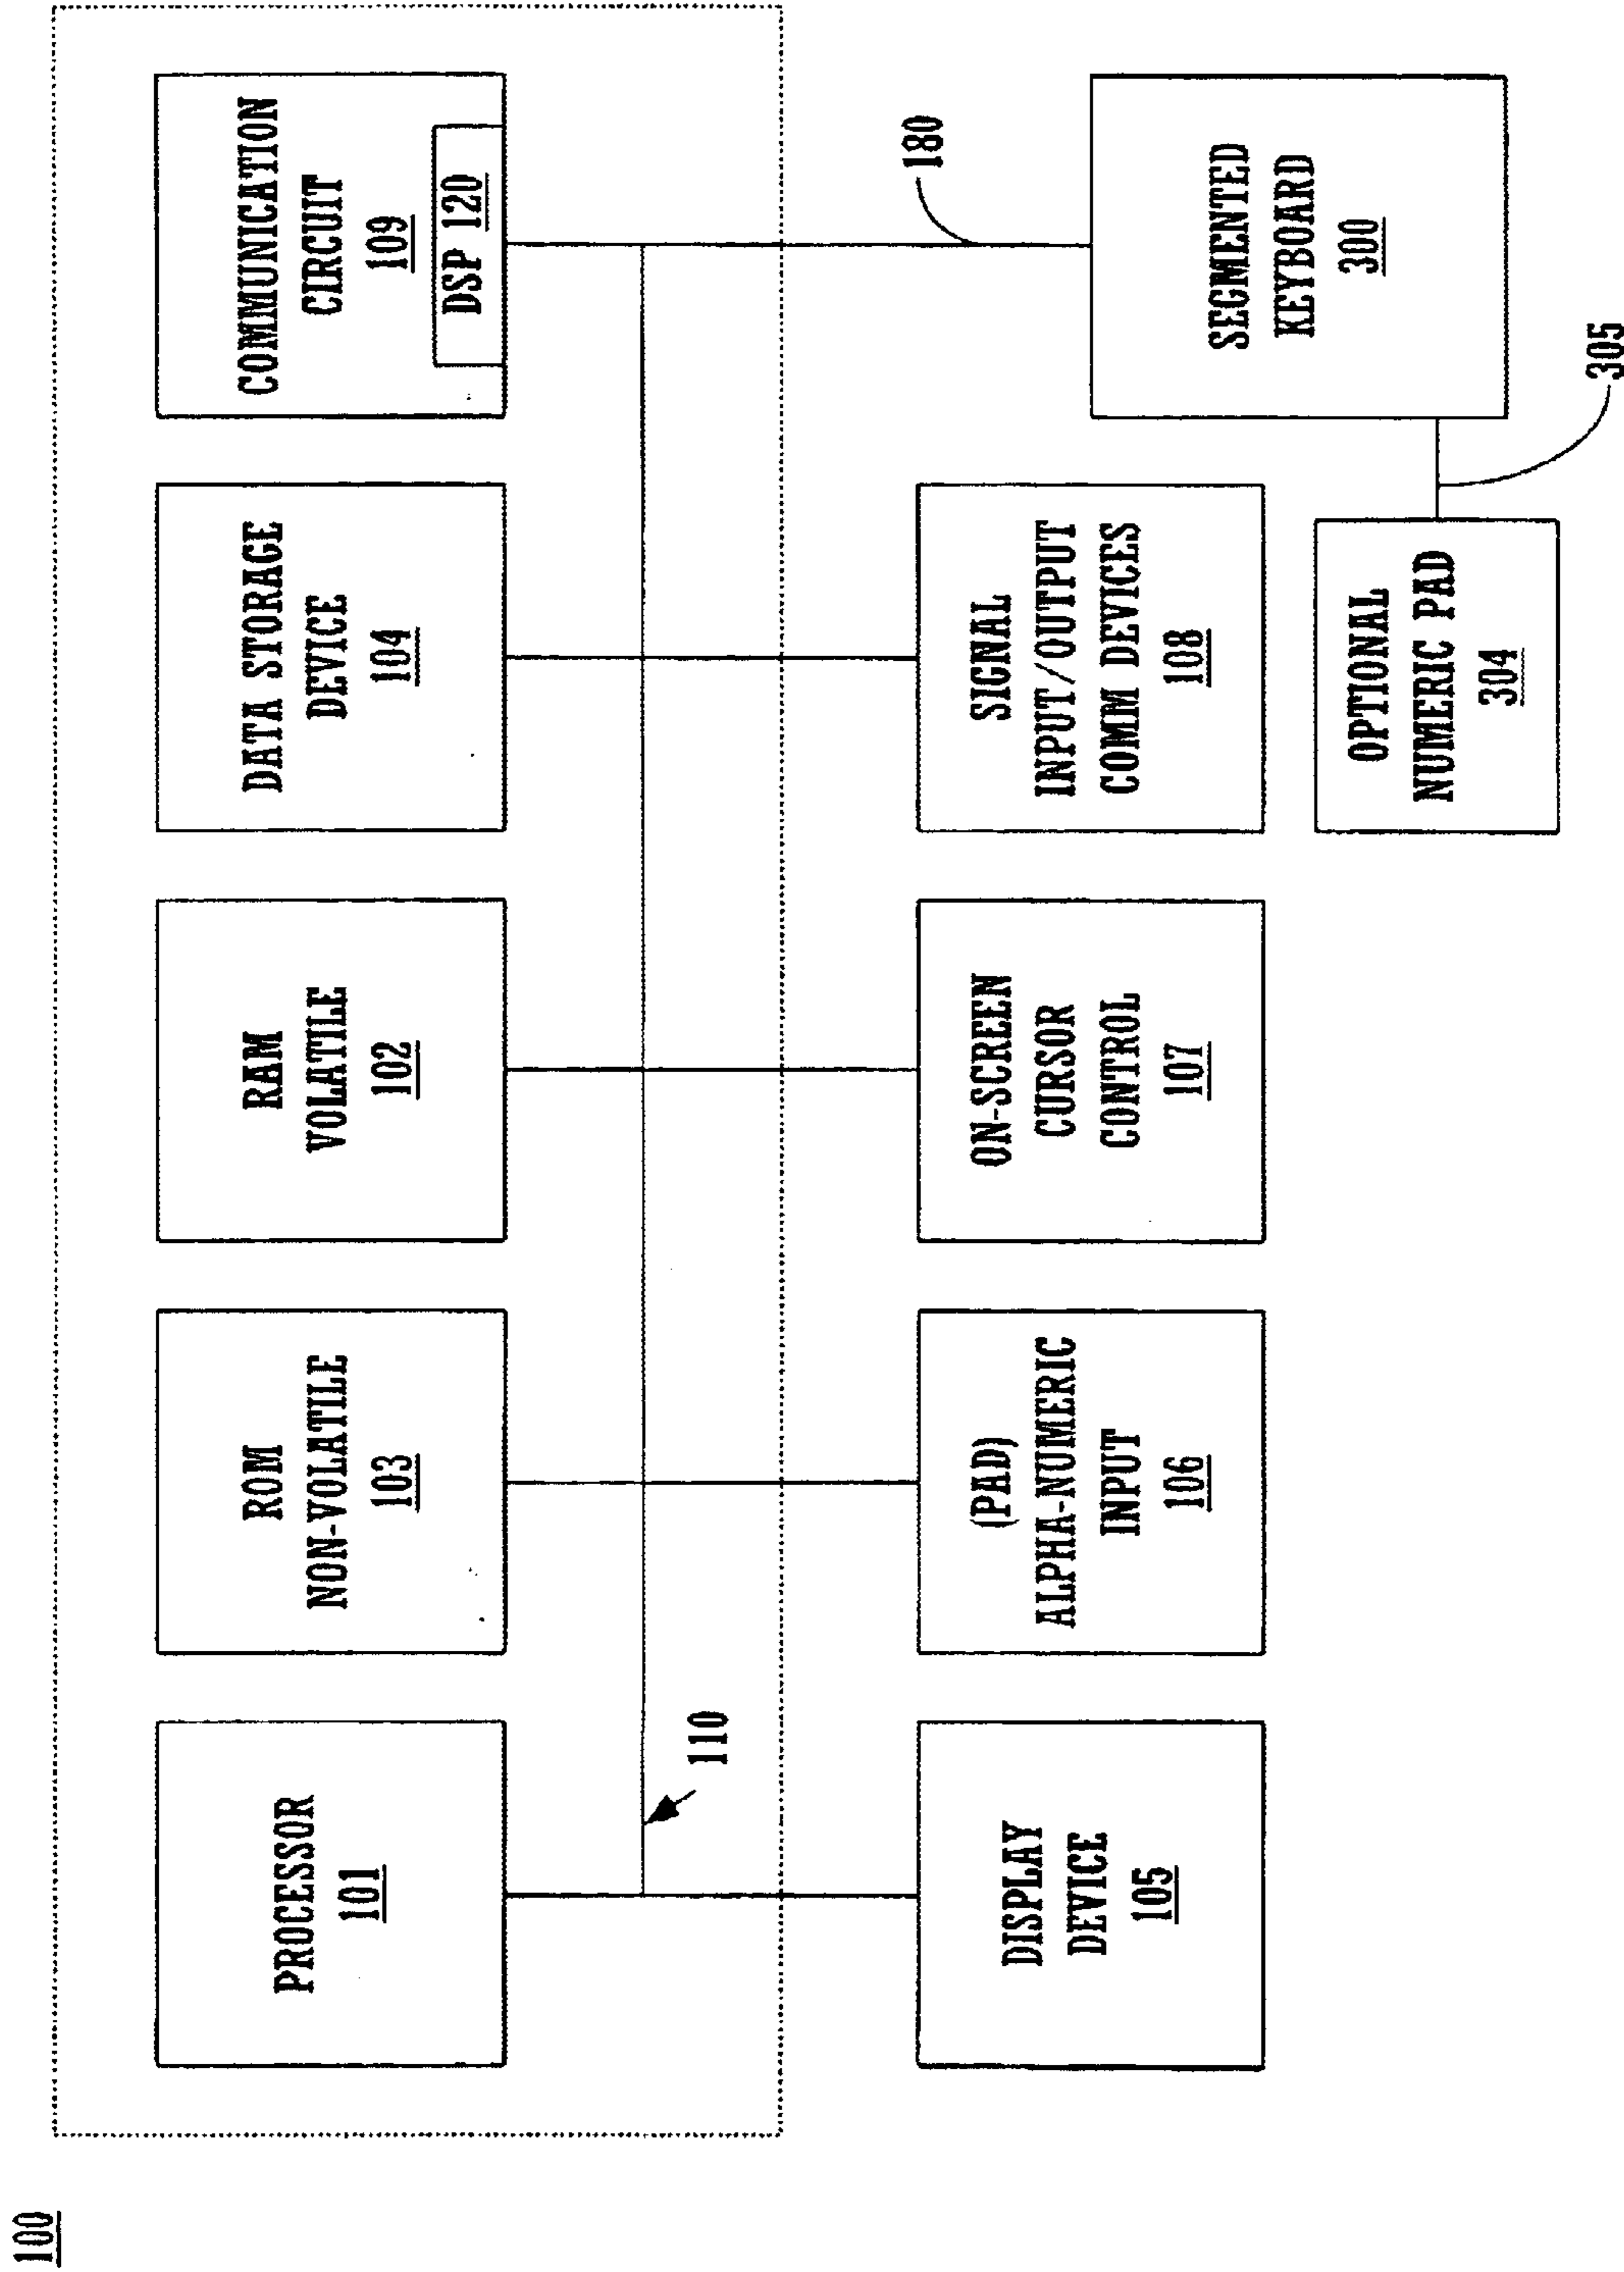 100
PROCESSOR
101
ROM
NON-VOLATILE
103
RAM
VOLATILE
102
DATA STORAGE
DEVICE
104
COMMUNICATION
CIRCUIT
109
DSP 120
110
180
DISPLAY
DEVICE
105
(PAD)
ALPHA-NUMERIC
INPUT
106
ON-SCREEN
CURSOR
CONTROL
107
SIGNAL
INPUT/OUTPUT
COMM DEVICES
108
SEGMENTED
KEYBOARD
300
OPTIONAL
NUMERIC PAD
304
305